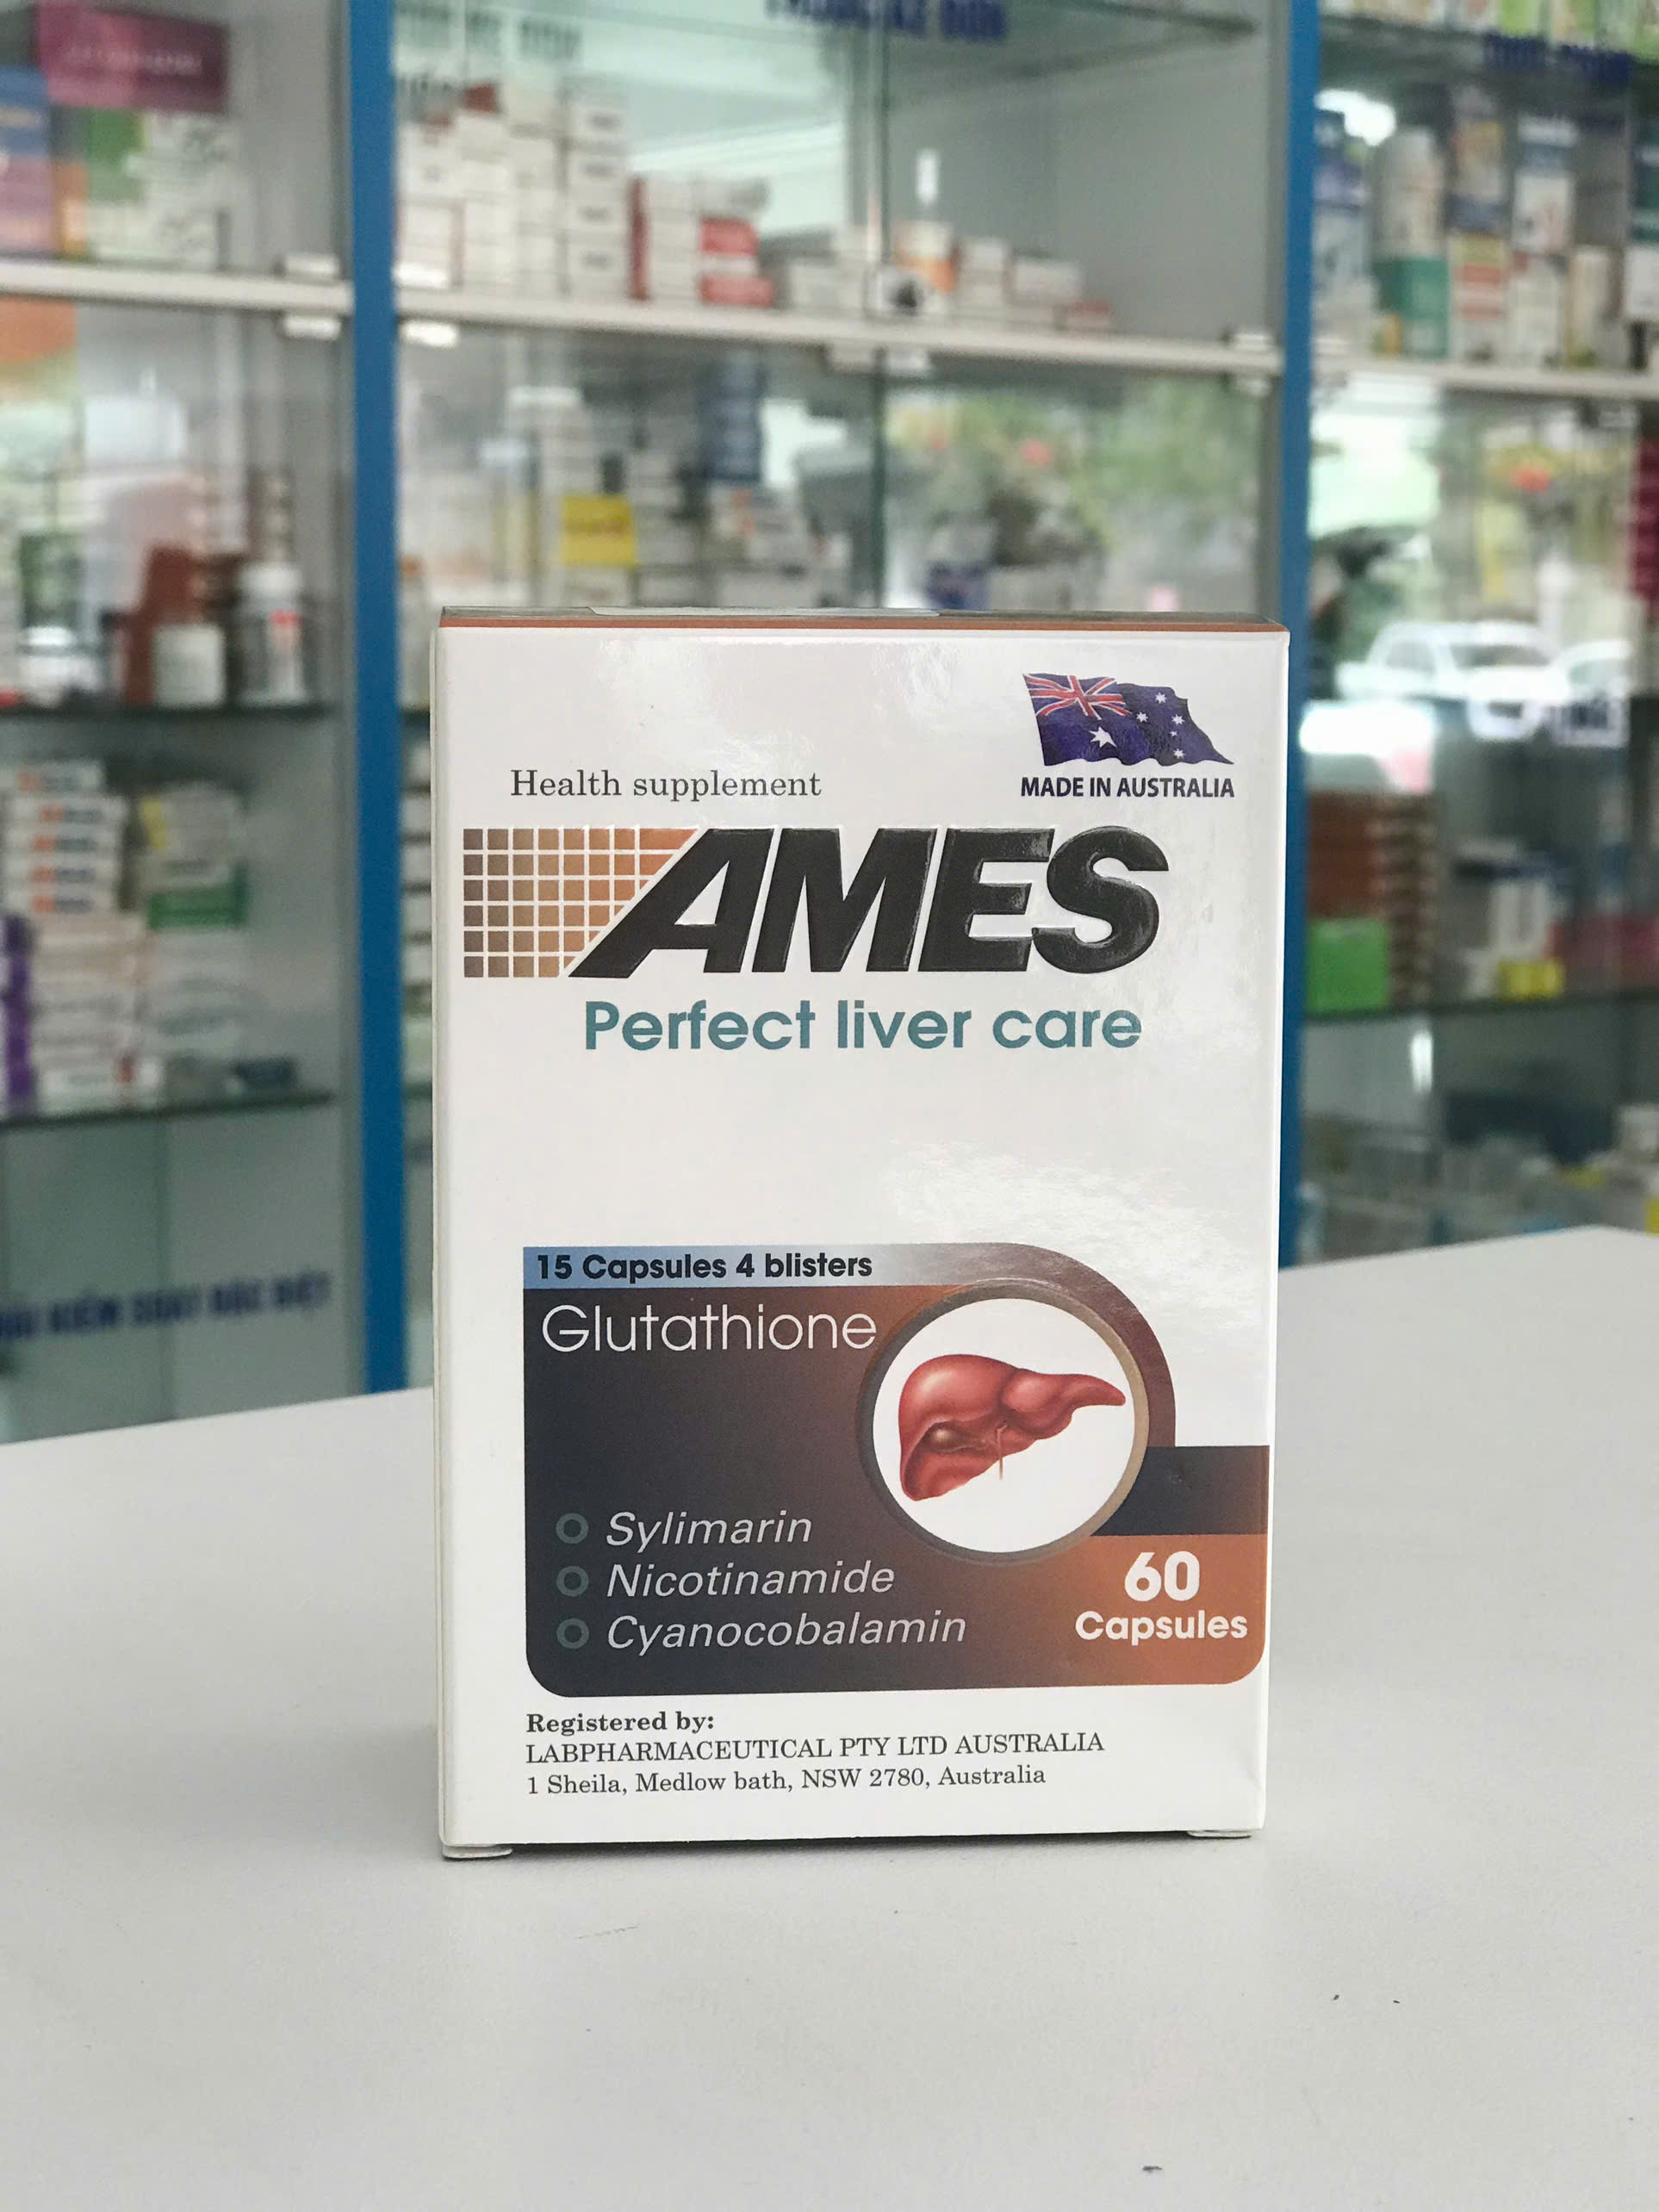 Health supplement
MADE IN AUSTRALIA
AMES
Perfect liver care
15 Capsules 4 blisters
Glutathione
Sylimarin
Nicotinamide
Cyanocobalamin
60
Capsules
Registered by:
LABPHARMACEUTICAL PTY LTD AUSTRALIA
1 Sheila, Medlow bath, NSW 2780, Australia